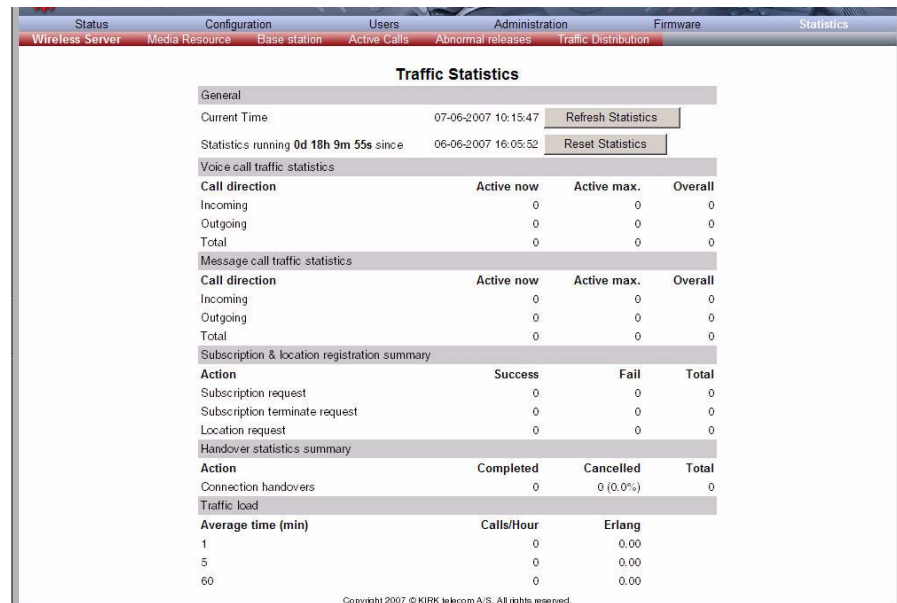 Status Configuration Users Administration Firmware Statistics
Wireless Server Media Resource Base station Active Calls Abnormal releases Traffic Distribution
Traffic Statistics
General
Current Time 07-06-2007 10:15:47 Refresh Statistics
Statistics running 0d 18h 9m 55s since 06-06-2007 16:05:52 Reset Statistics
Voice call traffic statistics
Call direction Active now Active max. Overall
Incoming 0 0 0
Outgoing 0 0 0
Total 0 0 0
Message call traffic statistics
Call direction Active now Active max. Overall
Incoming 0 0 0
Outgoing 0 0 0
Total 0 0 0
Subscription & location registration summary
Action Success Fail Total
Subscription request 0 0 0
Subscription terminate request 0 0 0
Location request 0 0 0
Handover statistics summary
Action Completed Cancelled Total
Connection handovers 0 0 (0.0%) 0
Traffic load
Average time (min) Calls/Hour Erlang
1 0 0.00
5 0 0.00
60 0 0.00
Copyright 2007 © KIRK telecom A/S. All rights reserved.